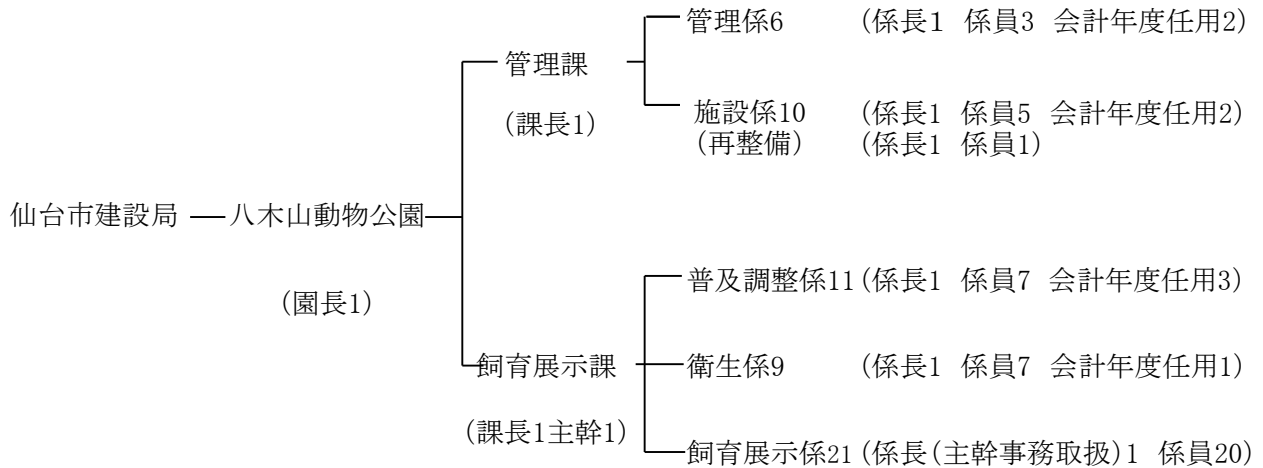 管理係6 (係長1 係員3 会計年度任用2)
管理課
(課長1)
施設係10 (係長1 係員5 会計年度任用2)
(再整備) (係長1 係員1)
仙台市建設局 八木山動物公園
(園長1)
普及調整係11 (係長1 係員7 会計年度任用3)
飼育展示課
(課長1主幹1)
衛生係9 (係長1 係員7 会計年度任用1)
飼育展示係21 (係長(主幹事務取扱)1 係員20)